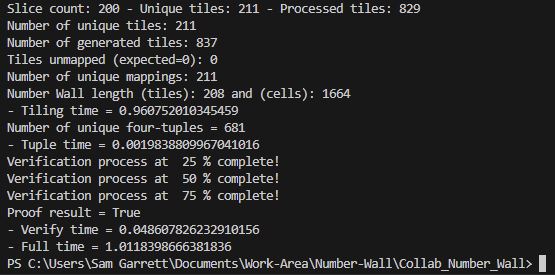 Slice count: 200 - Unique tiles: 211 - Processed tiles: 829
Number of unique tiles: 211
Number of generated tiles: 837
Tiles unmapped (expected=0): 0
Number of unique mappings: 211
Number Wall length (tiles): 208 and (cells): 1664
- Tiling time = 0.960752010345459
Number of unique four-tuples = 681
- Tuple time = 0.0019838809967041016
Verification process at  25 % complete!
Verification process at  50 % complete!
Verification process at  75 % complete!
Proof result = True
- Verify time = 0.048607826232910156
- Full time = 1.0118398666381836
PS C:\Users\Sam Garrett\Documents\Work-Area\Number-Wall\Collab_Number_Wall>